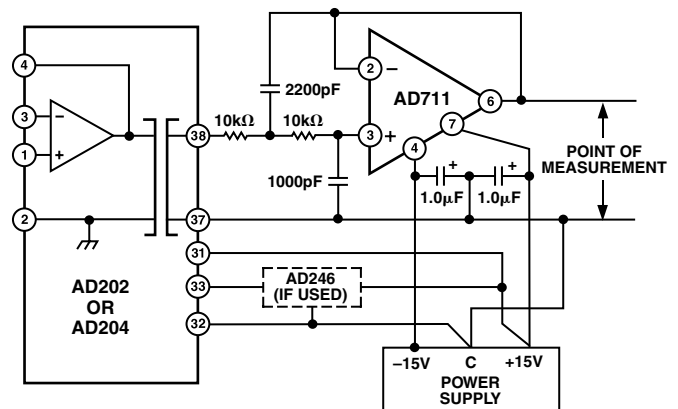 4
3
1
2
−
+
AD202
OR
AD204
38
37
31
33
32
10kΩ
2200pF
10kΩ
1000pF
AD246
(IF USED)
2
−
3
+
AD711
6
7
4
+
1.0µF
+
1.0µF
POINT OF
MEASUREMENT
−15V
C
+15V
POWER
SUPPLY